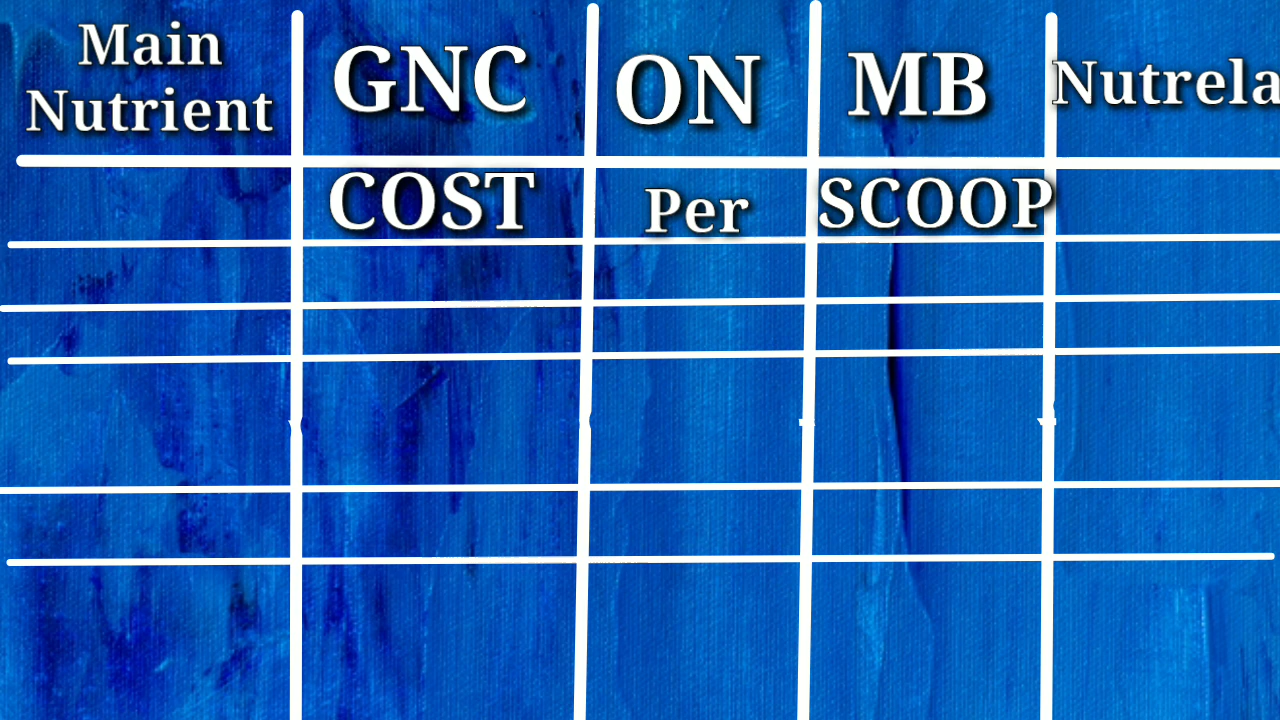 Main
Nutrient
GNC
ON
MB
Nutrela
COST
Per
SCOOP